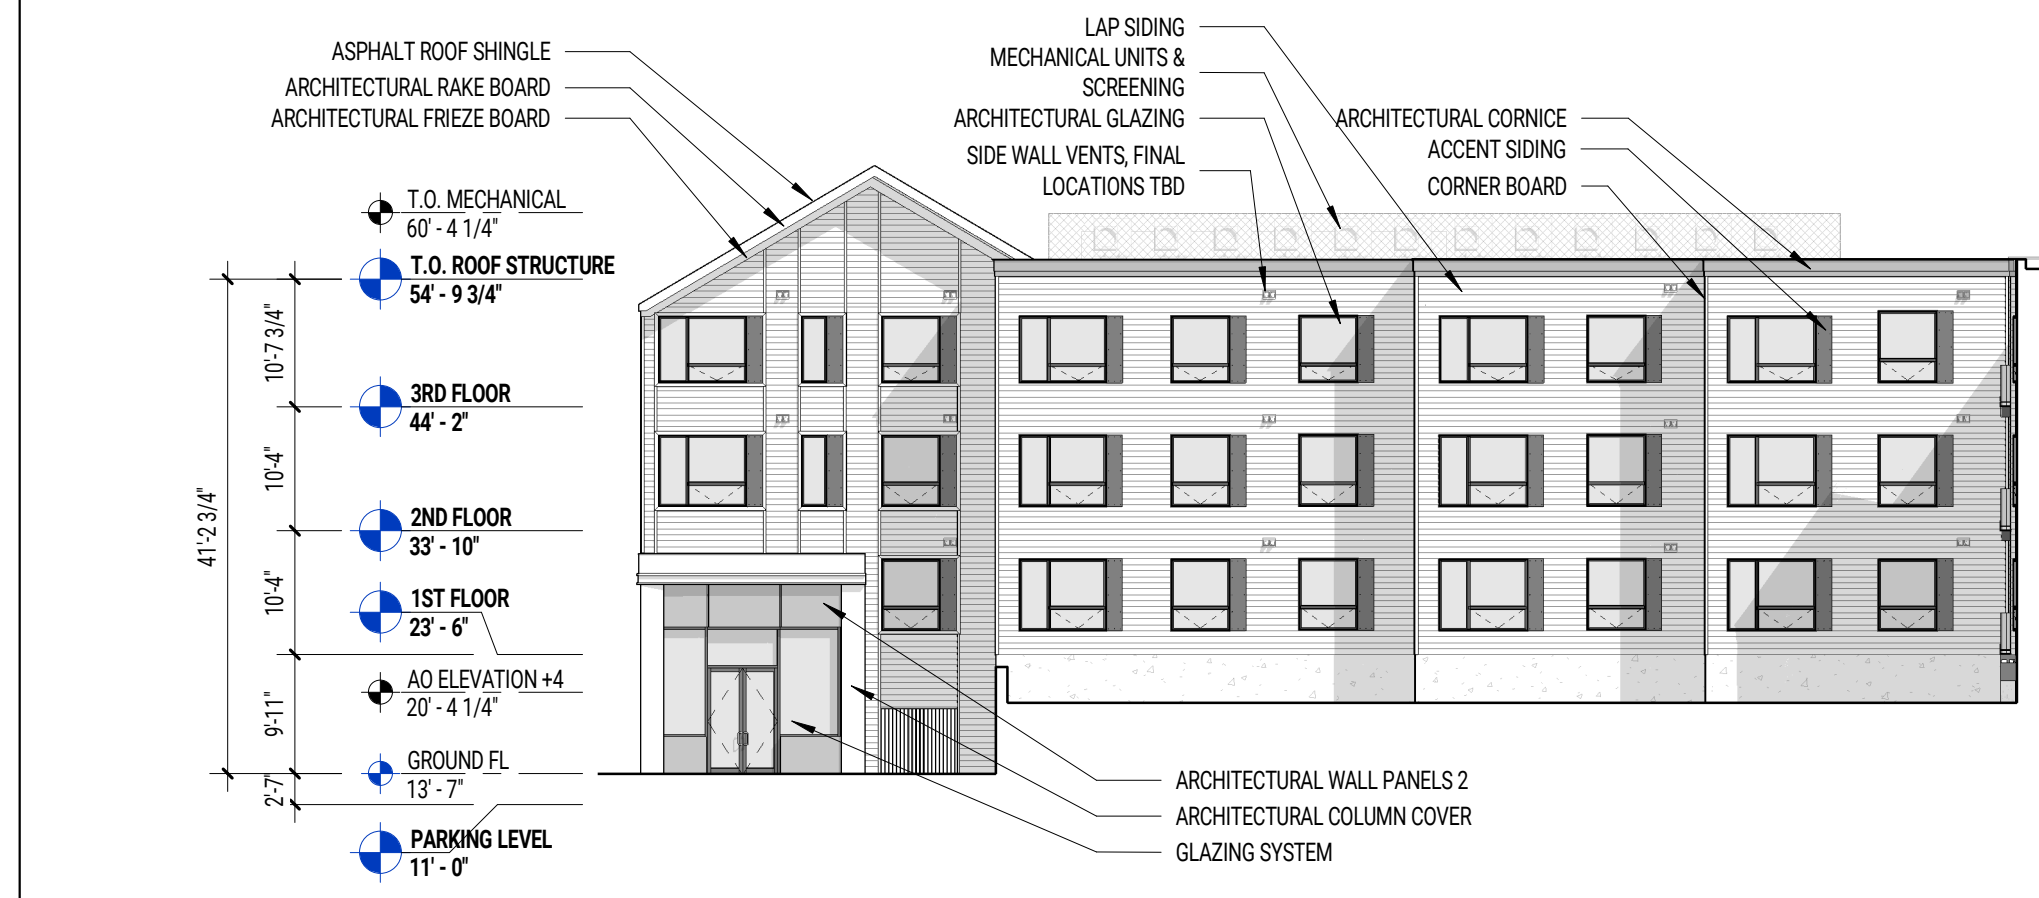 ASPHALT ROOF SHINGLE
ARCHITECTURAL RAKE BOARD
ARCHITECTURAL FRIEZE BOARD
LAP SIDING
MECHANICAL UNITS &
SCREENING
ARCHITECTURAL GLAZING
SIDE WALL VENTS, FINAL
LOCATIONS TBD
ARCHITECTURAL CORNICE
ACCENT SIDING
CORNER BOARD
T.O. MECHANICAL
60' - 4 1/4"
T.O. ROOF STRUCTURE
54' - 9 3/4"
10'-7 3/4"
3RD FLOOR
44' - 2"
10'-4"
41'-2 3/4"
2ND FLOOR
33' - 10"
10'-4"
1ST FLOOR
23' - 6"
AO ELEVATION +4
20' - 4 1/4"
9'-11"
GROUND FL
13' - 7"
2'-7"
PARKING LEVEL
11' - 0"
ARCHITECTURAL WALL PANELS 2
ARCHITECTURAL COLUMN COVER
GLAZING SYSTEM